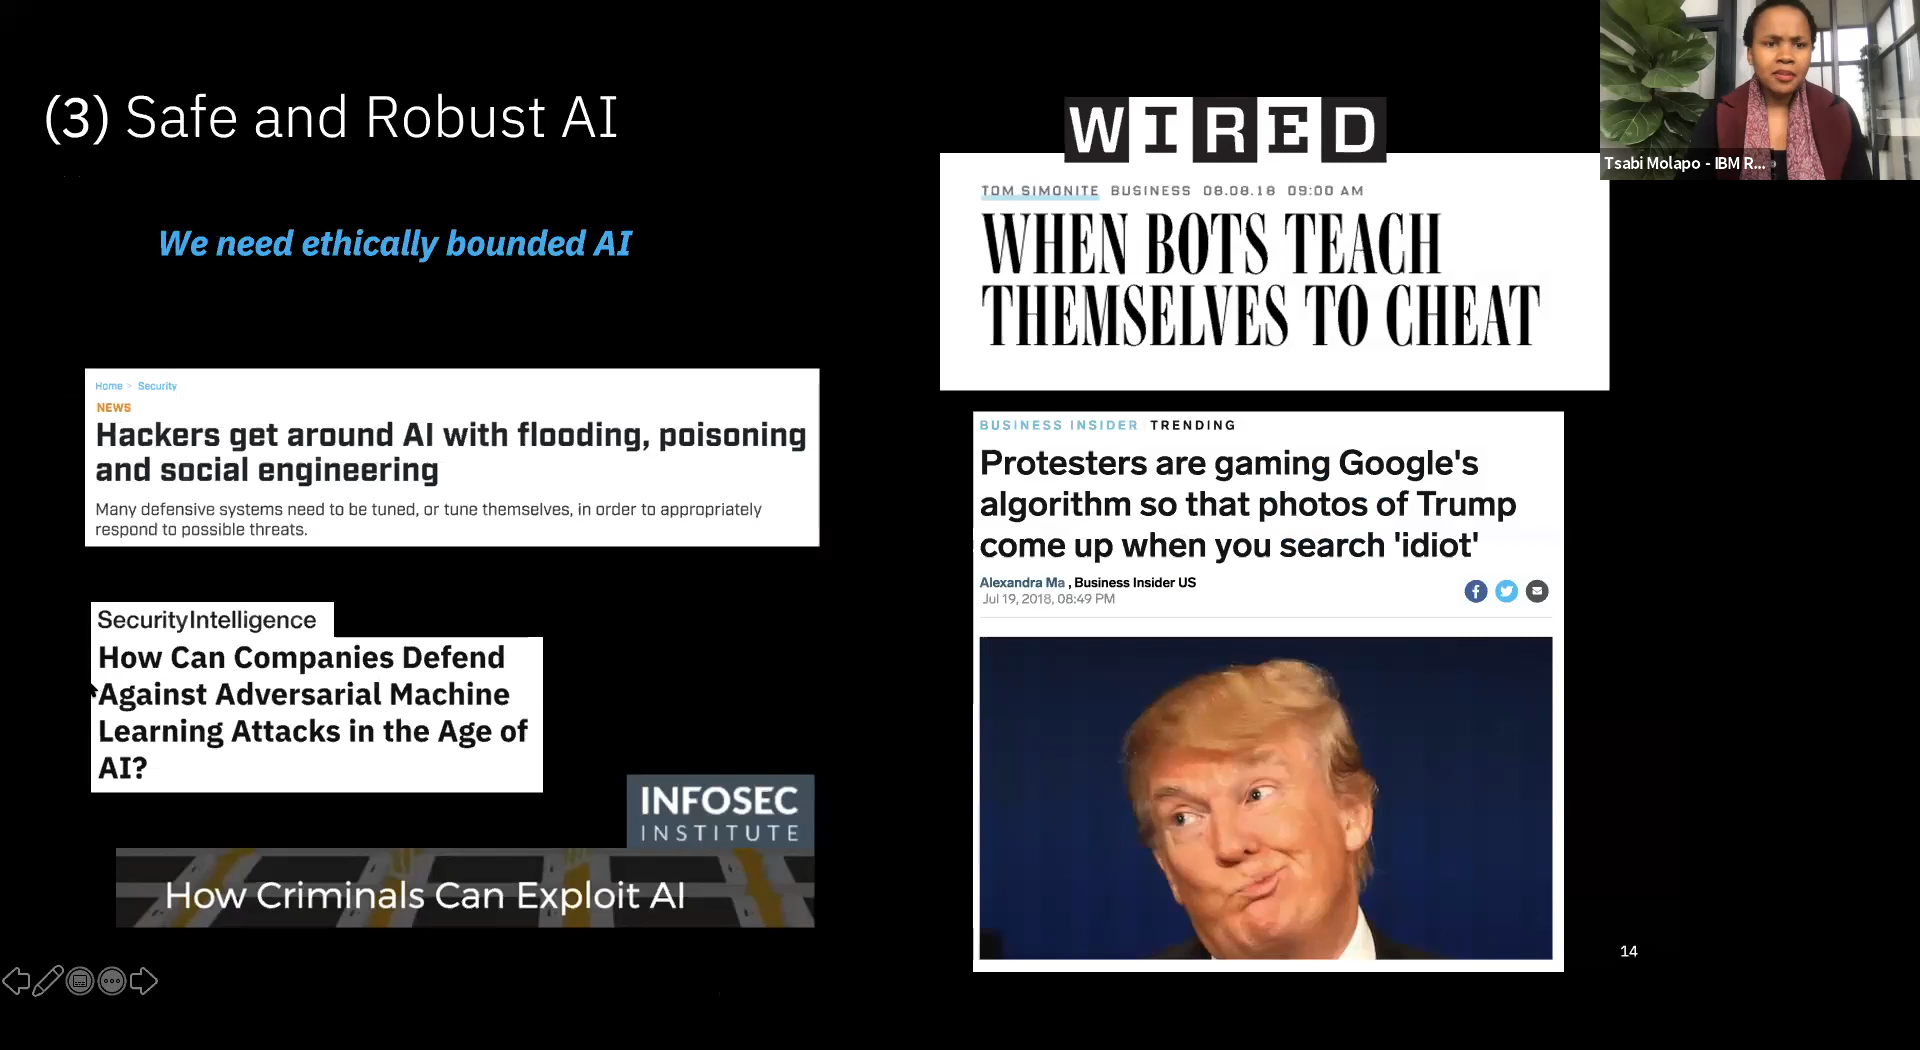 (3) Safe and Robust AI
We need ethically bounded AI
Home > Security
NEWS
Hackers get around AI with flooding, poisoning
and social engineering
Many defensive systems need to be tuned, or tune themselves, in order to appropriately
respond to possible threats.
SecurityIntelligence
How Can Companies Defend
Against Adversarial Machine
Learning Attacks in the Age of
AI?
INFOSEC
INSTITUTE
How Criminals Can Exploit AI
WIRED
TOM SIMONITE BUSINESS 08.08.18 09:00 AM
WHEN BOTS TEACH
THEMSELVES TO CHEAT
BUSINESS INSIDER TRENDING
Protesters are gaming Google's
algorithm so that photos of Trump
come up when you search 'idiot'
Alexandra Ma , Business Insider US
Jul 19, 2018, 08:49 PM
Tsabi Molapo - IBM R...
14